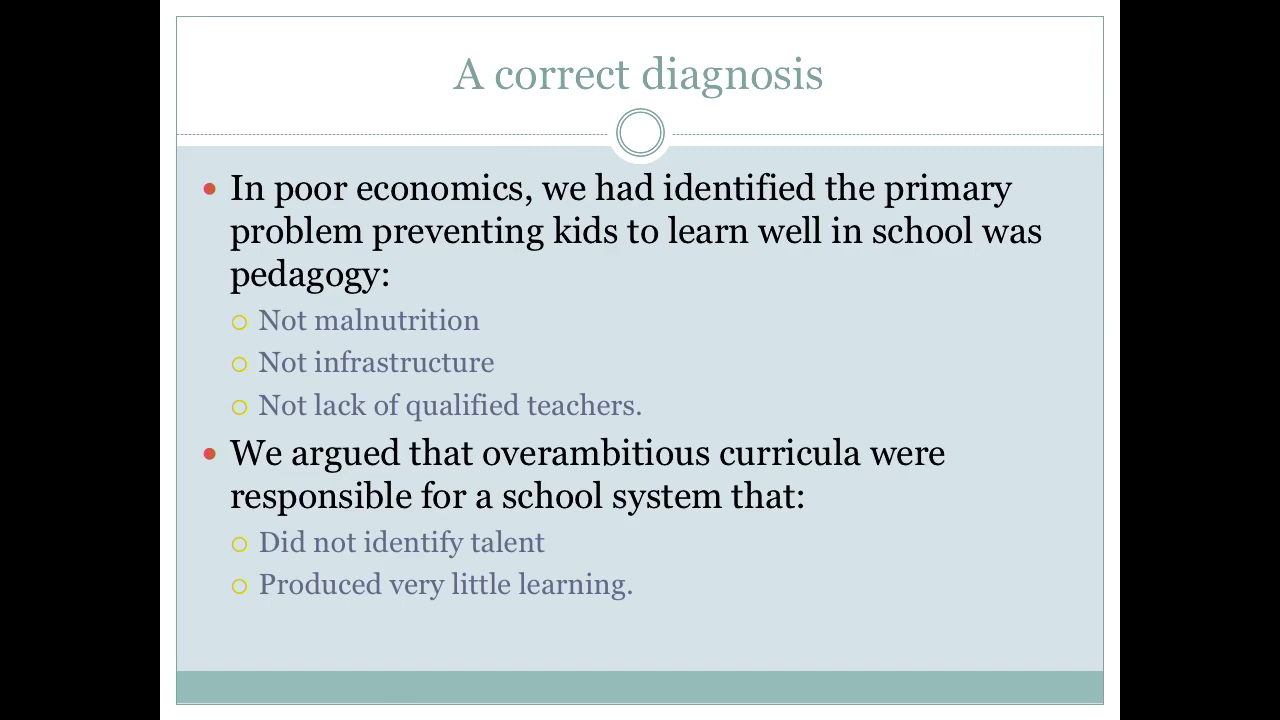 A correct diagnosis
In poor economics, we had identified the primary
problem preventing kids to learn well in school was
pedagogy:
Not malnutrition
Not infrastructure
Not lack of qualified teachers.
We argued that overambitious curricula were
responsible for a school system that:
Did not identify talent
Produced very little learning.